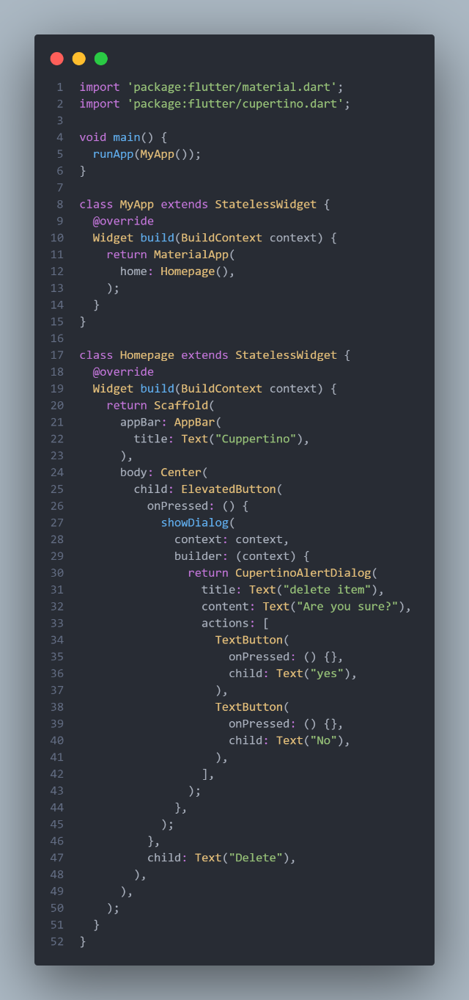 1 import 'package:flutter/material.dart';
2 import 'package:flutter/cupertino.dart';
3
4 void main() {
5   runApp(MyApp());
6 }
7
8 class MyApp extends StatelessWidget {
9   @override
10   Widget build(BuildContext context) {
11     return MaterialApp(
12       home: Homepage(),
13     );
14   }
15 }
16
17 class Homepage extends StatelessWidget {
18   @override
19   Widget build(BuildContext context) {
20     return Scaffold(
21       appBar: AppBar(
22         title: Text("Cuppertino"),
23       ),
24       body: Center(
25         child: ElevatedButton(
26           onPressed: () {
27             showDialog(
28               context: context,
29               builder: (context) {
30                 return CupertinoAlertDialog(
31                   title: Text("delete item"),
32                   content: Text("Are you sure?"),
33                   actions: [
34                     TextButton(
35                       onPressed: () {},
36                       child: Text("yes"),
37                     ),
38                     TextButton(
39                       onPressed: () {},
40                       child: Text("No"),
41                     ),
42                   ],
43                 );
44               },
45             );
46           },
47           child: Text("Delete"),
48         ),
49       ),
50     );
51   }
52 }